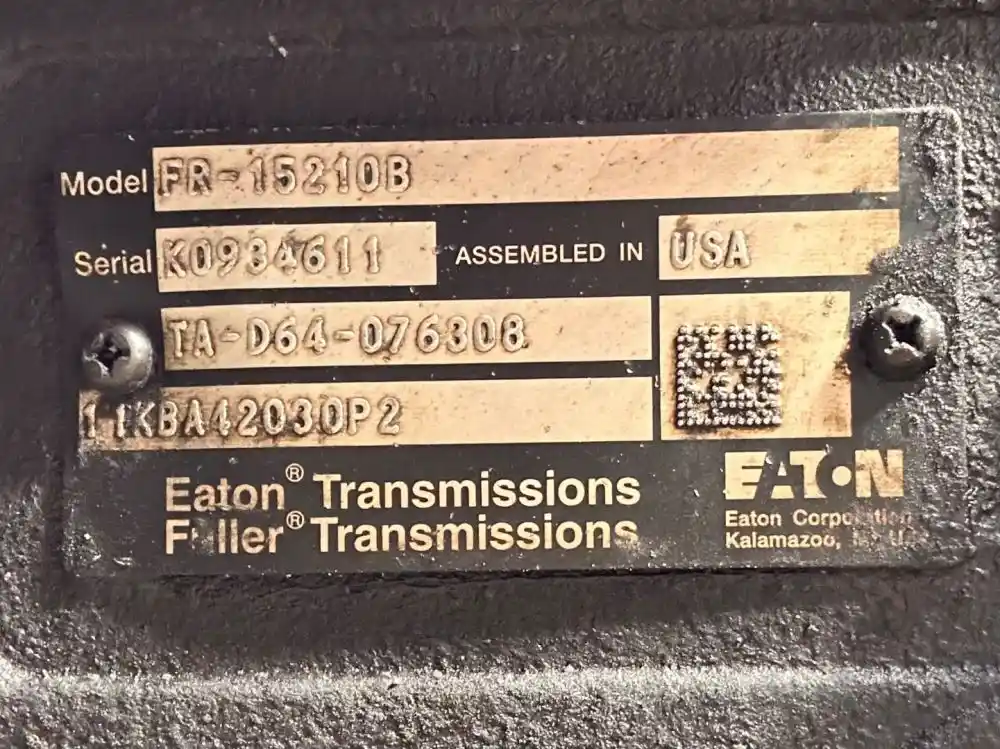 Model FR-15210B
Serial K0934611 ASSEMBLED IN USA
TA-D64-076308
11KBA42030P2
Eaton® Transmissions
Fuller® Transmissions
EATON
Eaton Corporation
Kalamazoo,